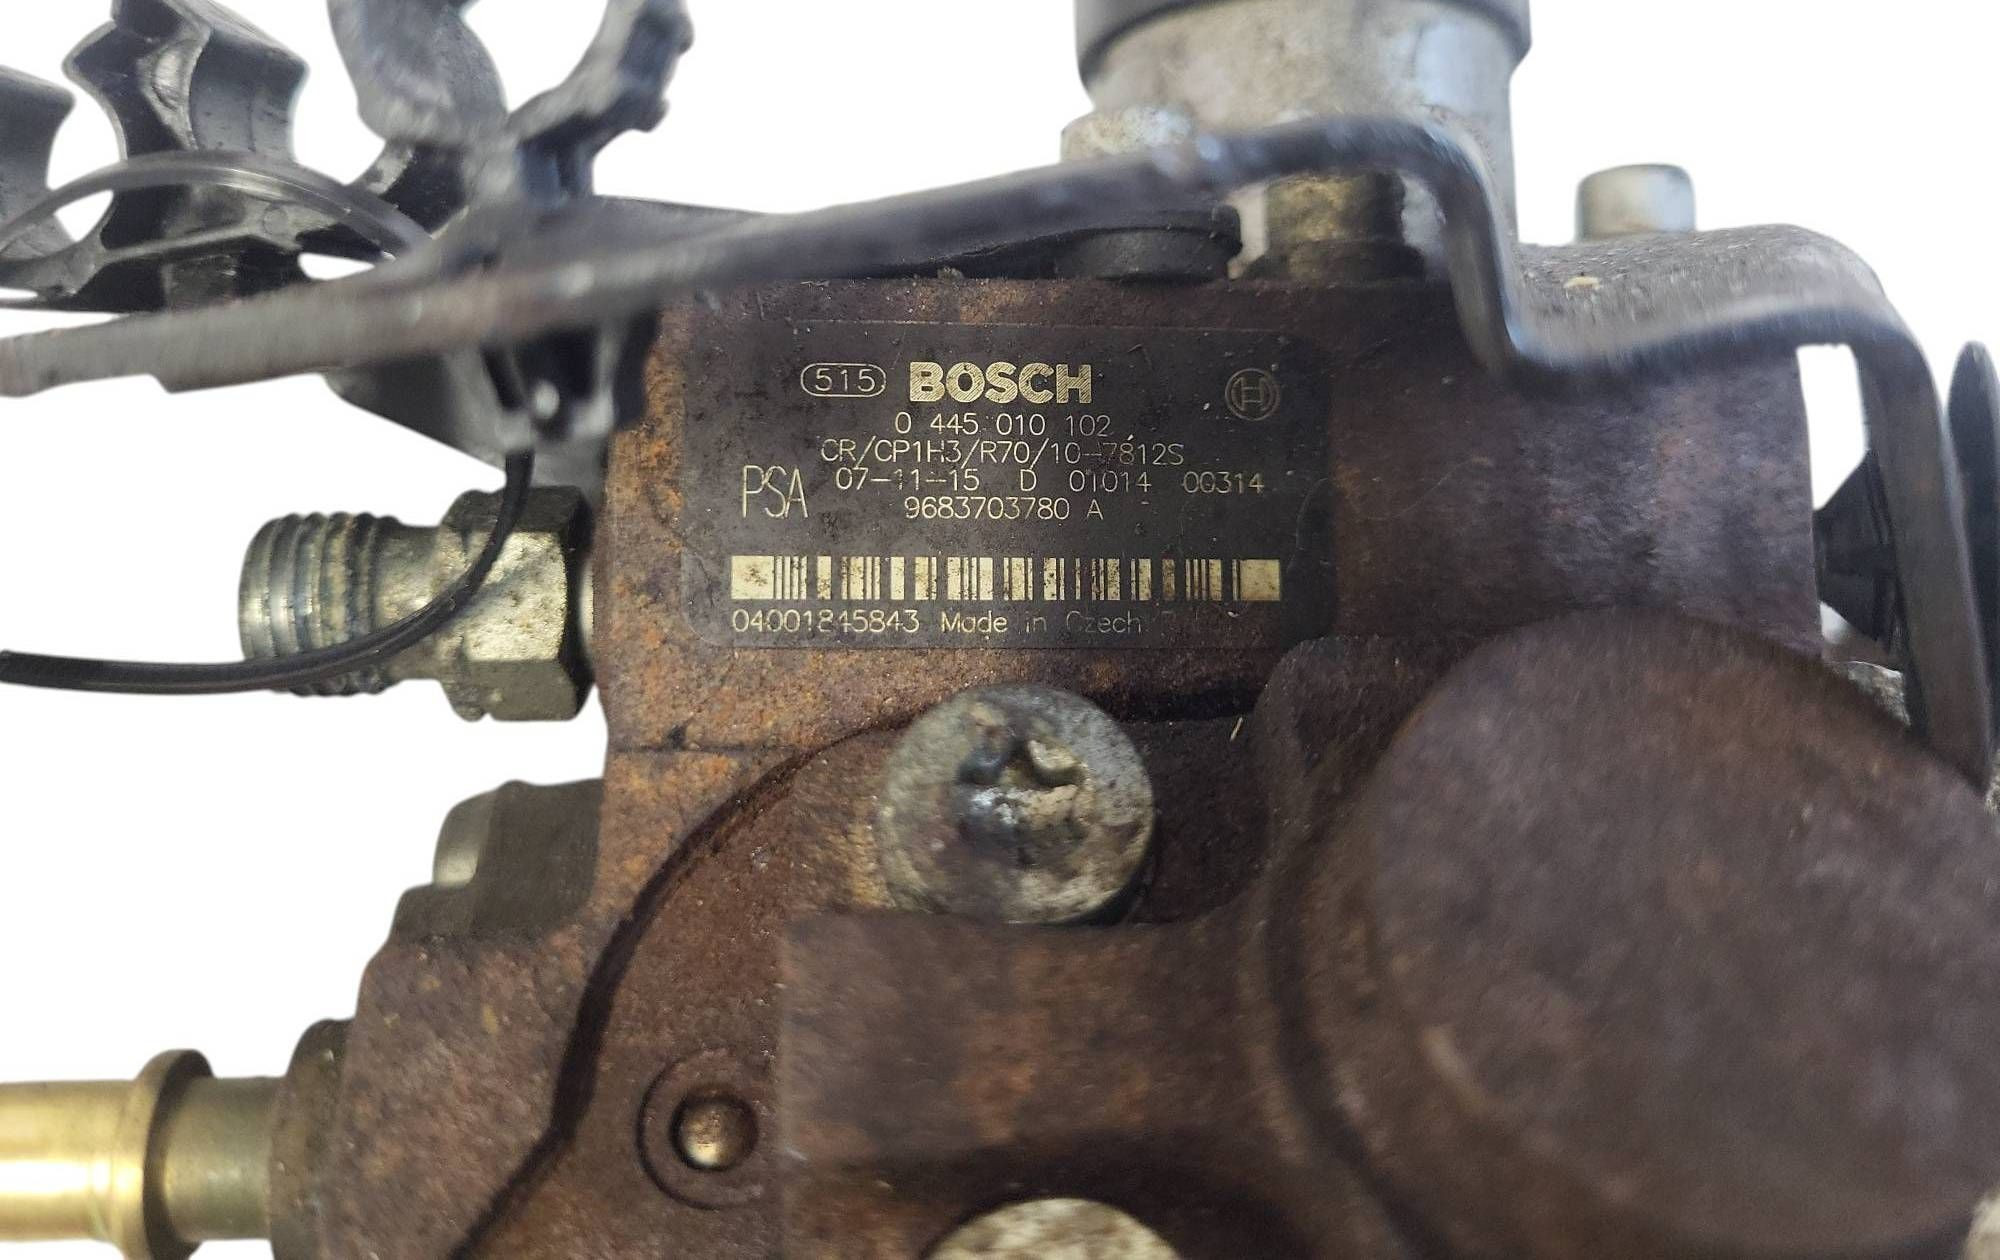 515 BOSCH
0 445 010 102
CR/CP1H3/R70/10-7812S
PSA 07-11-15 D 01014 00314
9683703780 A
04001845843 Made in Czech